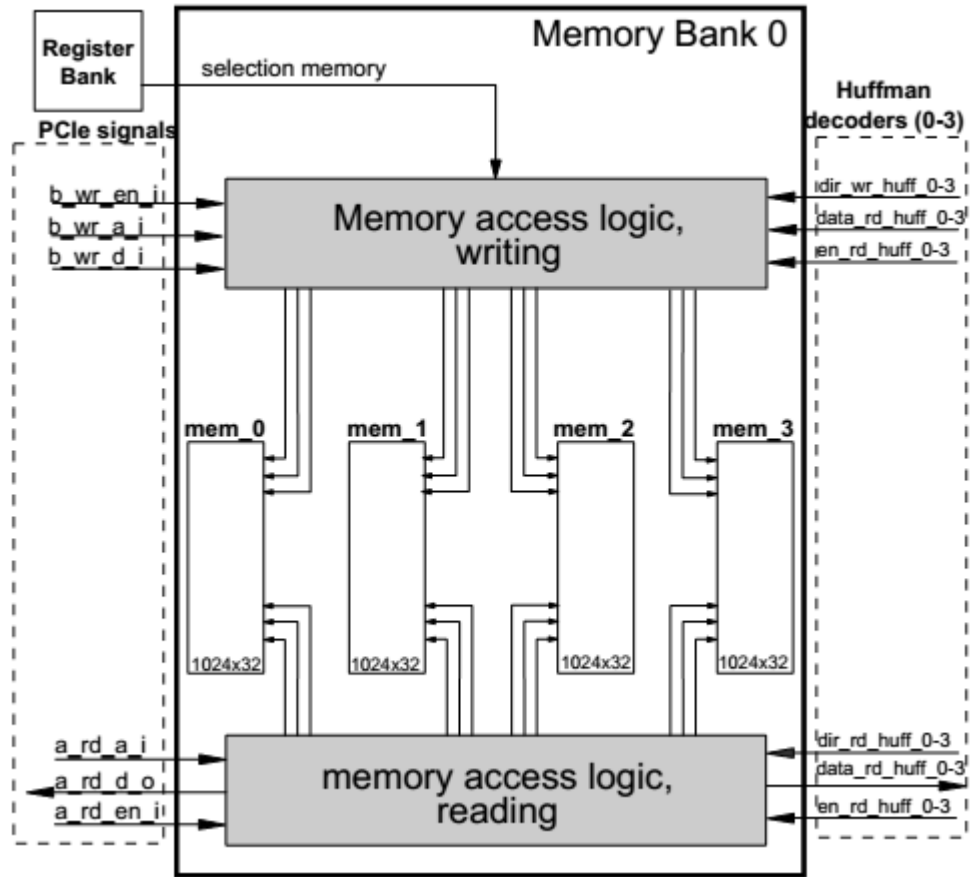 Memory Bank 0
Register
Bank
selection memory
Huffman
decoders (0-3)
PCIe signals
b_wr_en_i
b_wr_a_i
b_wr_d_i
Memory access logic,
writing
dir_wr_huff_0-3
data_rd_huff_0-3
en_rd_huff_0-3
mem_0
mem_1
mem_2
mem_3
1024x32
1024x32
1024x32
1024x32
a_rd_a_i
a_rd_d_o
a_rd_en_i
memory access logic,
reading
dir_rd_huff_0-3
data_rd_huff_0-3
en_rd_huff_0-3